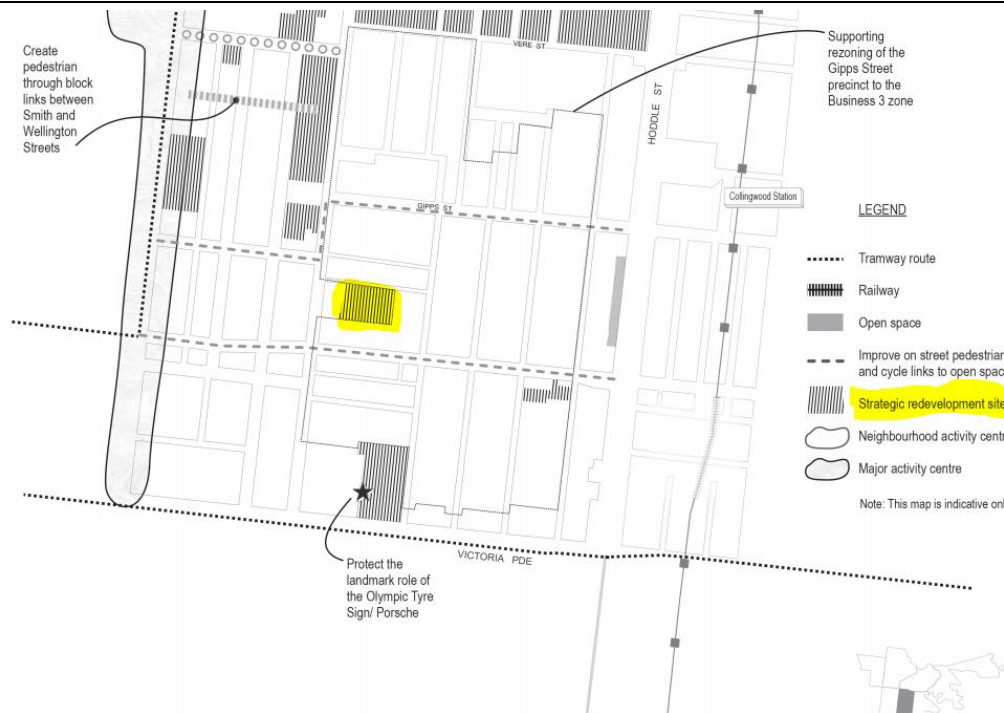 Create
pedestrian
through block
links between
Smith and
Wellington
Streets
VERE ST
Supporting
rezoning of the
Gipps Street
precinct to the
Business 3 zone
HODDLE ST
Collingwood Station
GIPPS ST
LEGEND
Tramway route
Railway
Open space
Improve on street pedestrian
and cycle links to open spac
Strategic redevelopment site
Neighbourhood activity centr
Major activity centre
Note: This map is indicative onl
VICTORIA PDE
Protect the
landmark role of
the Olympic Tyre
Sign/ Porsche